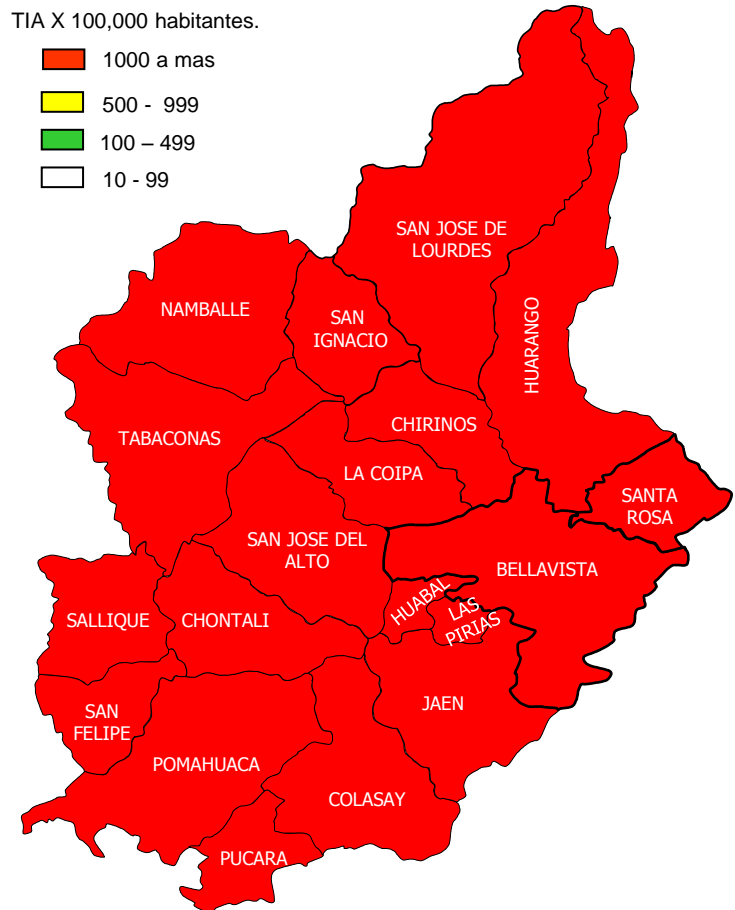 TIA X 100,000 habitantes.
1000 a mas
500 - 999
100 – 499
10 - 99
SAN JOSE DE
LOURDES
NAMBALLE
SAN
IGNACIO
HUARANGO
TABACONAS
CHIRINOS
LA COIPA
SANTA
ROSA
SAN JOSE DEL
ALTO
BELLAVISTA
HUABAL
LAS
PIRIAS
SALLIQUE
CHONTALI
SAN
FELIPE
JAEN
POMAHUACA
COLASAY
PUCARA